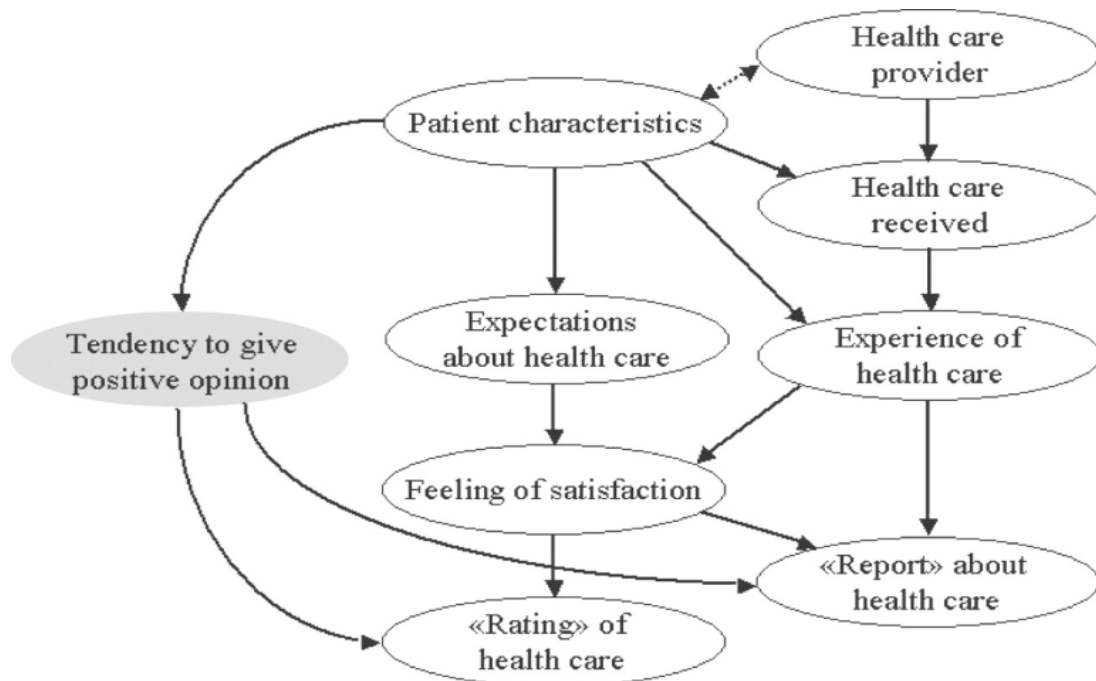 Health care
provider
Patient characteristics
Health care
received
Tendency to give
positive opinion
Expectations
about health care
Experience of
health care
Feeling of satisfaction
«Report» about
health care
«Rating» of
health care